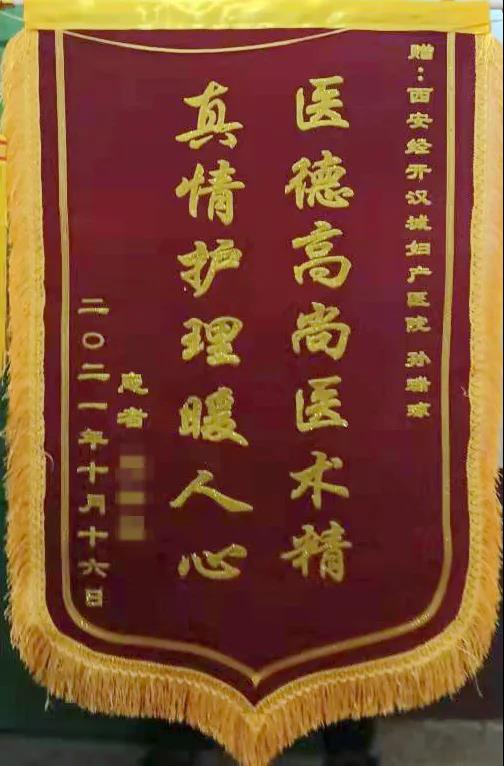 赠：西安经开汉城妇产医院 孙瑞琼
医德高尚医术精
真情护理暖人心
患者
二〇二一年十月十六日